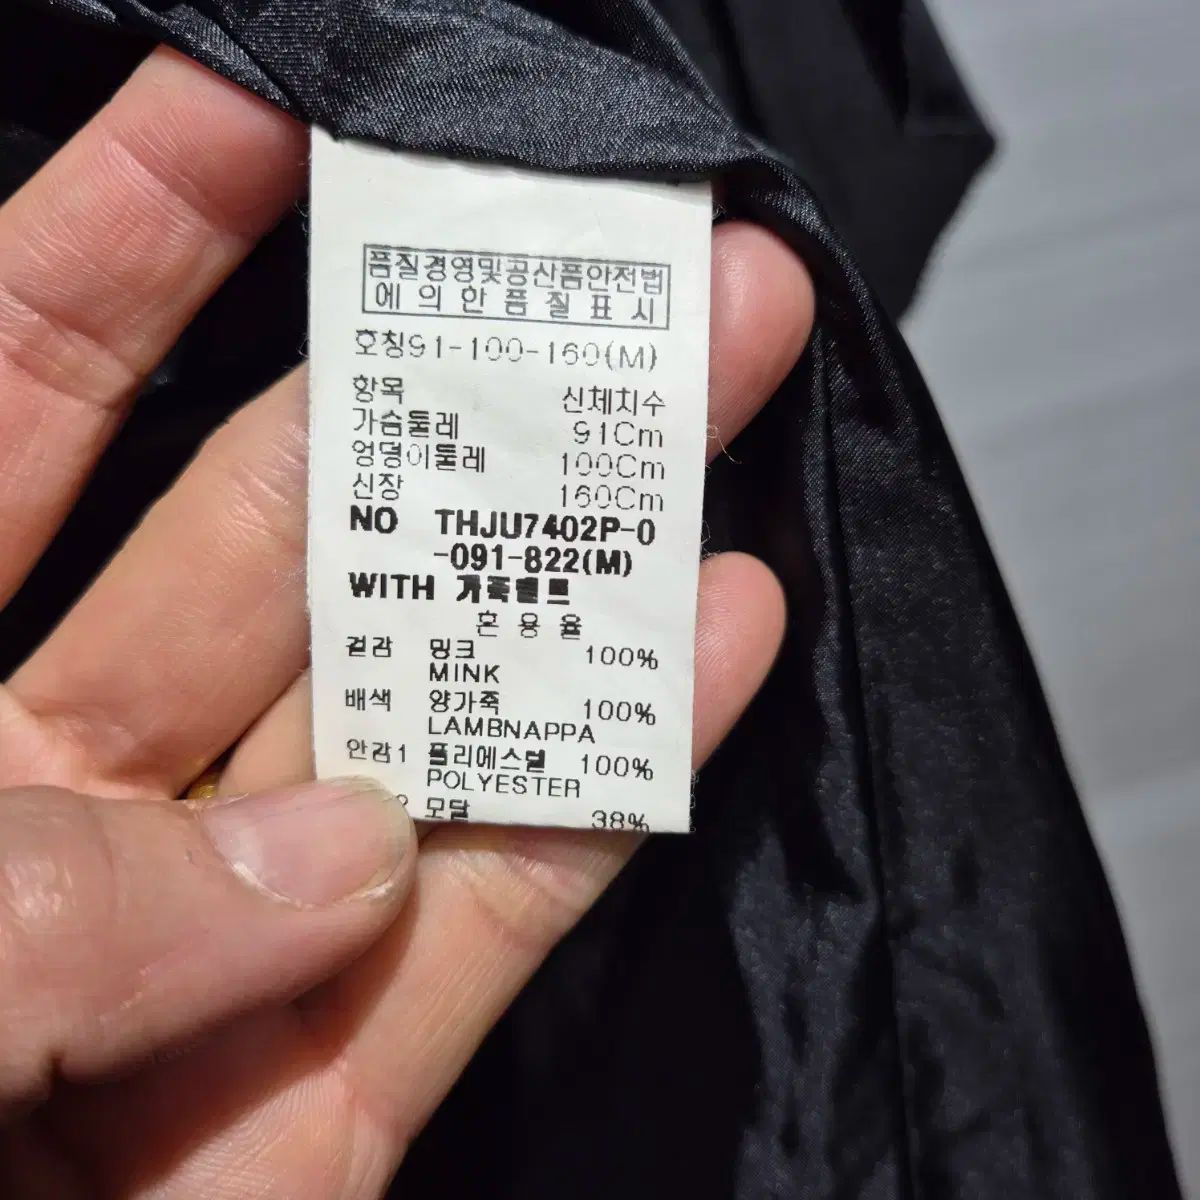 품질경영및공산품안전법
에 의 한 품 질 표 시
호칭91-100-160(M)
항목 신체치수
가슴둘레 91Cm
엉덩이둘레 100Cm
신장 160Cm
NO THJU7402P-0
-091-822(M)
WITH 가죽벨트
혼 용 율
겉감 밍크 100%
MINK
배색 양가죽 100%
LAMBNAPPA
안감1 폴리에스텔 100%
POLYESTER
모달 38%